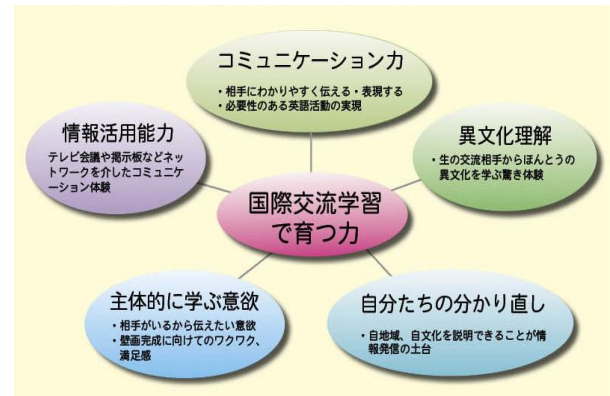 コミュニケーション力
・相手にわかりやすく伝える・表現する
・必要性のある英語活動の実現
情報活用能力
テレビ会議や掲示板などネッ
トワークを介したコミュニケ
ーション体験
異文化理解
・生の交流相手からほんとうの
異文化を学ぶ驚き体験
国際交流学習
で育つ力
主体的に学ぶ意欲
・相手がいるから伝えたい意欲
・壁画完成に向けてのワクワク、
満足感
自分たちの分かり直し
・自地域、自文化を説明できることが情
報発信の土台